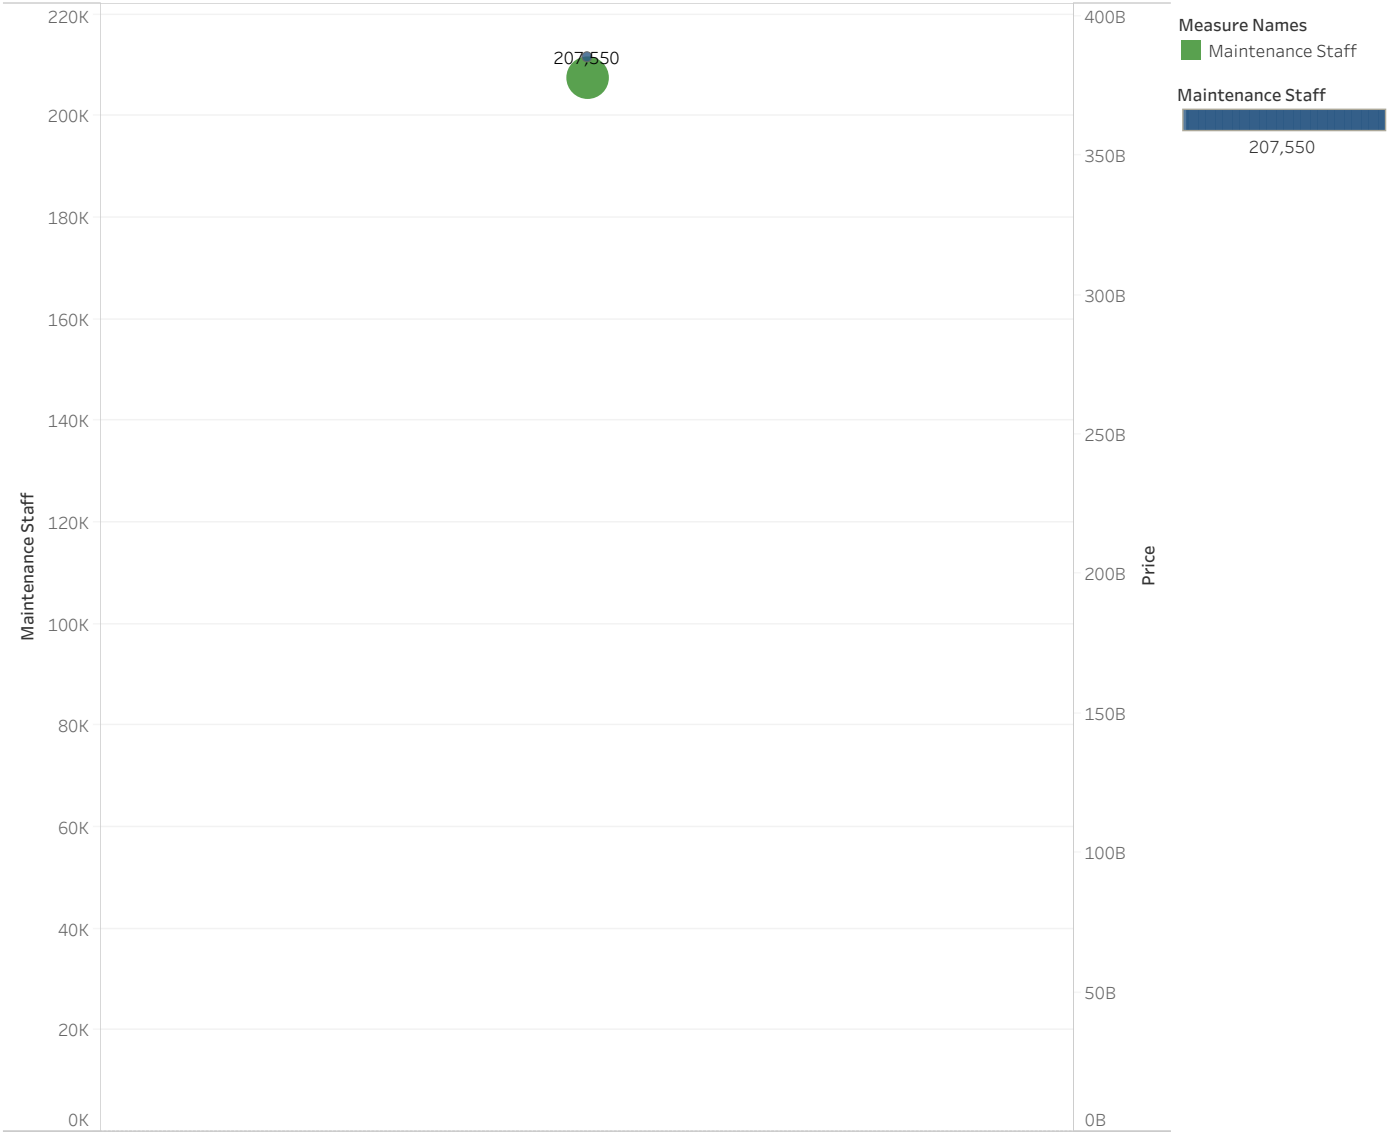 220K
200K
180K
160K
140K
120K
100K
80K
60K
40K
20K
0K
Maintenance Staff
207,550
400B
350B
300B
250B
200B
150B
100B
50B
0B
Price
Measure Names
Maintenance Staff
Maintenance Staff
207,550